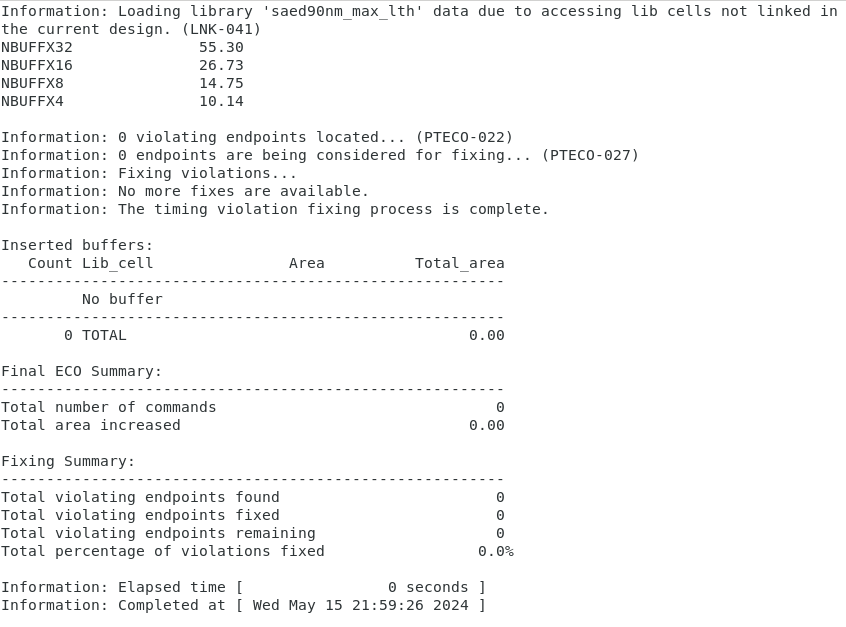 Information: Loading library 'saed90nm_max_lth' data due to accessing lib cells not linked in
the current design. (LNK-041)
NBUFFX32              55.30
NBUFFX16              26.73
NBUFFX8               14.75
NBUFFX4               10.14

Information: 0 violating endpoints located... (PTECO-022)
Information: 0 endpoints are being considered for fixing... (PTECO-027)
Information: Fixing violations...
Information: No more fixes are available.
Information: The timing violation fixing process is complete.

Inserted buffers:
   Count Lib_cell               Area          Total_area
--------------------------------------------------------
         No buffer
--------------------------------------------------------
       0 TOTAL                                      0.00

Final ECO Summary:
--------------------------------------------------------
Total number of commands                               0
Total area increased                                0.00

Fixing Summary:
--------------------------------------------------------
Total violating endpoints found                        0
Total violating endpoints fixed                        0
Total violating endpoints remaining                    0
Total percentage of violations fixed                 0.0%

Information: Elapsed time [                0 seconds ]
Information: Completed at [ Wed May 15 21:59:26 2024 ]